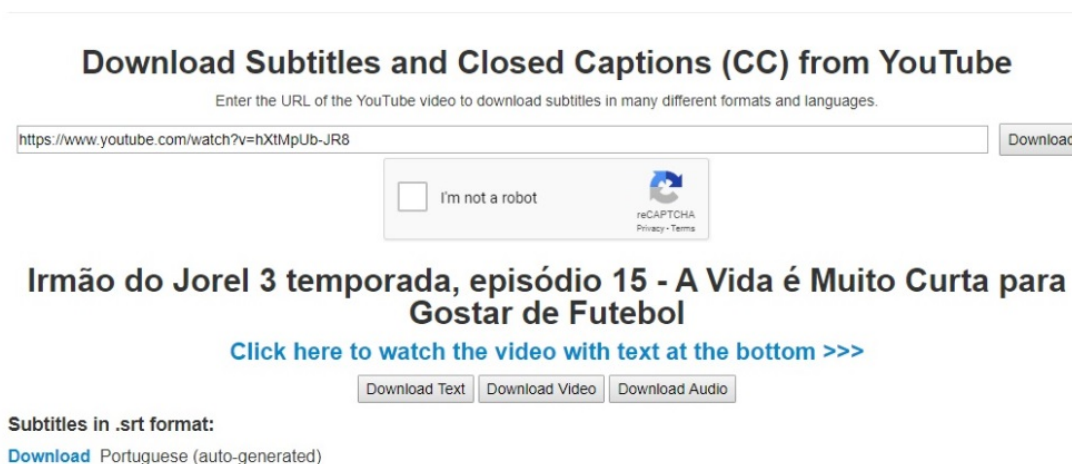 Download Subtitles and Closed Captions (CC) from YouTube
Enter the URL of the YouTube video to download subtitles in many different formats and languages.
https://www.youtube.com/watch?v=hXtMpUb-JR8 Download
I'm not a robot
reCAPTCHA
Privacy - Terms
Irmão do Jorel 3 temporada, episódio 15 - A Vida é Muito Curta para
Gostar de Futebol
Click here to watch the video with text at the bottom >>>
Download Text Download Video Download Audio
Subtitles in .srt format:
Download Portuguese (auto-generated)